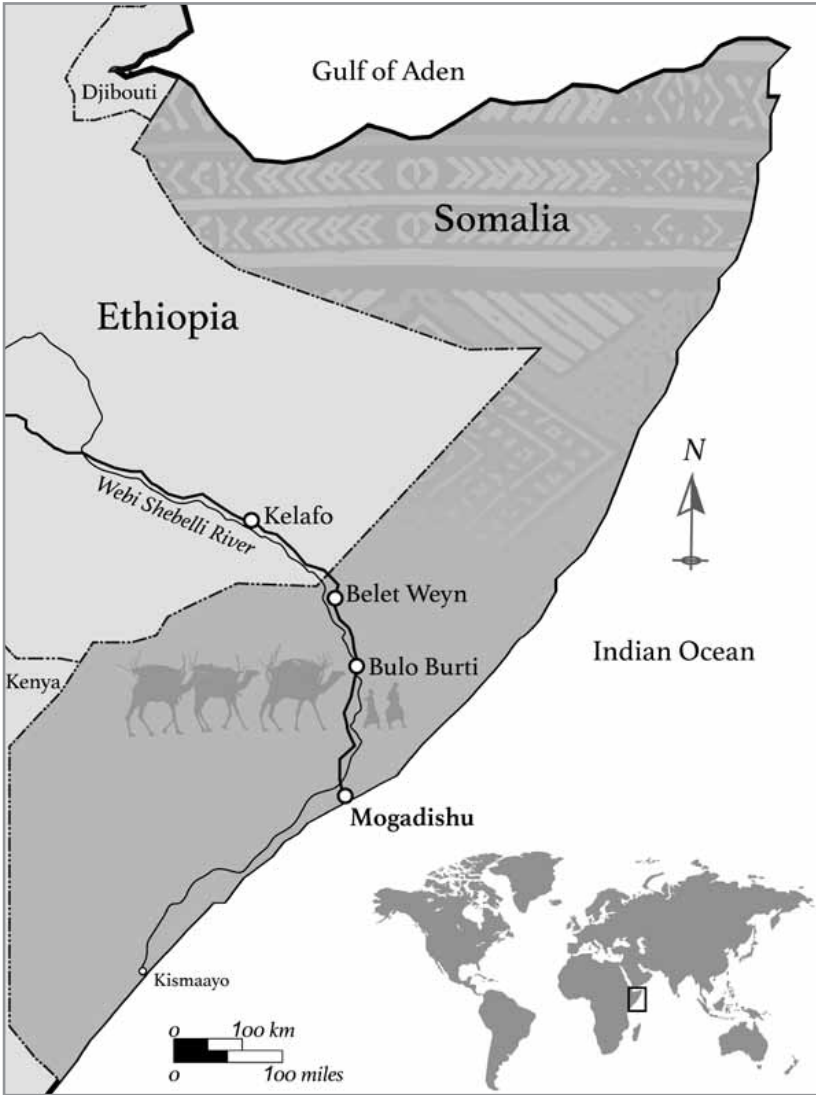 Gulf of Aden
Djibouti
Somalia
Ethiopia
N
Webi Shebelli River
Kelafo
Belet Weyn
Indian Ocean
Bulo Burti
Kenya
Mogadishu
Kismaayo
0 100 km
0 100 miles